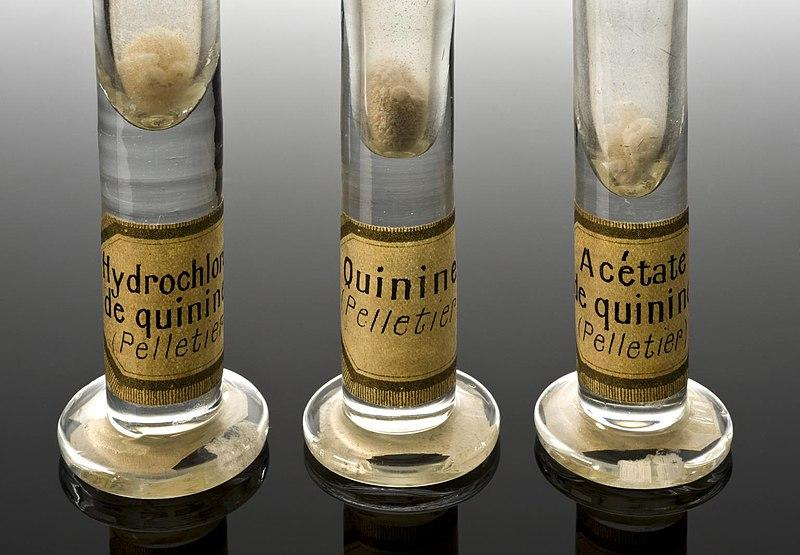 Hydrochlor
de quinin
(Pelletier
Quinine
(Pelletier
Acétate
de quinin
(Pelletier)